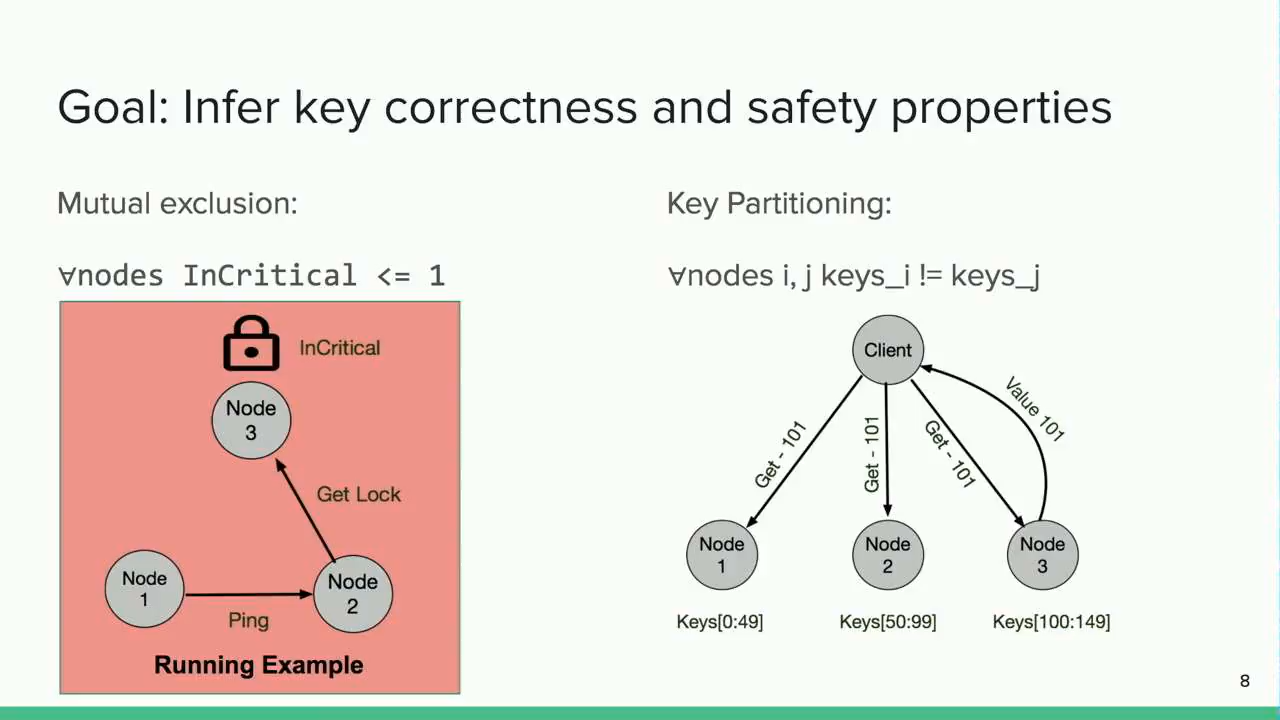 Goal: Infer key correctness and safety properties
Mutual exclusion:
∀nodes InCritical <= 1
InCritical
Node
3
Get Lock
Node
1
Ping
Node
2
Running Example
Key Partitioning:
∀nodes i, j keys_i != keys_j
Client
Get - 101
Get - 101
Get - 101
Value 101
Node
1
Node
2
Node
3
Keys[0:49]
Keys[50:99]
Keys[100:149]
8